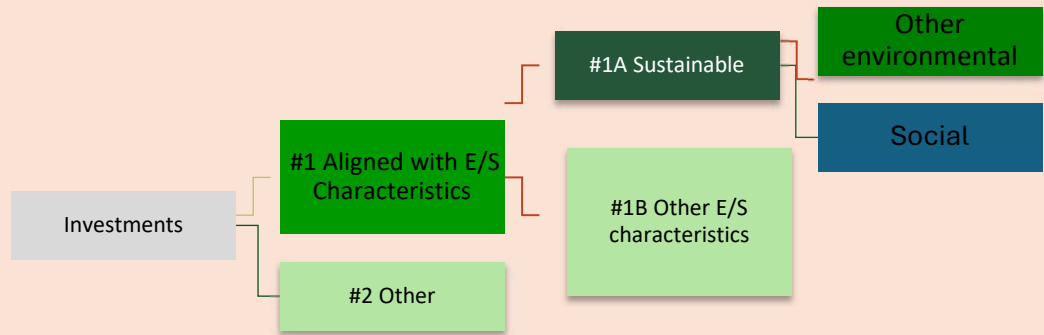 Other
environmental
#1A Sustainable
Social
#1 Aligned with E/S
Characteristics
#1B Other E/S
characteristics
Investments
#2 Other